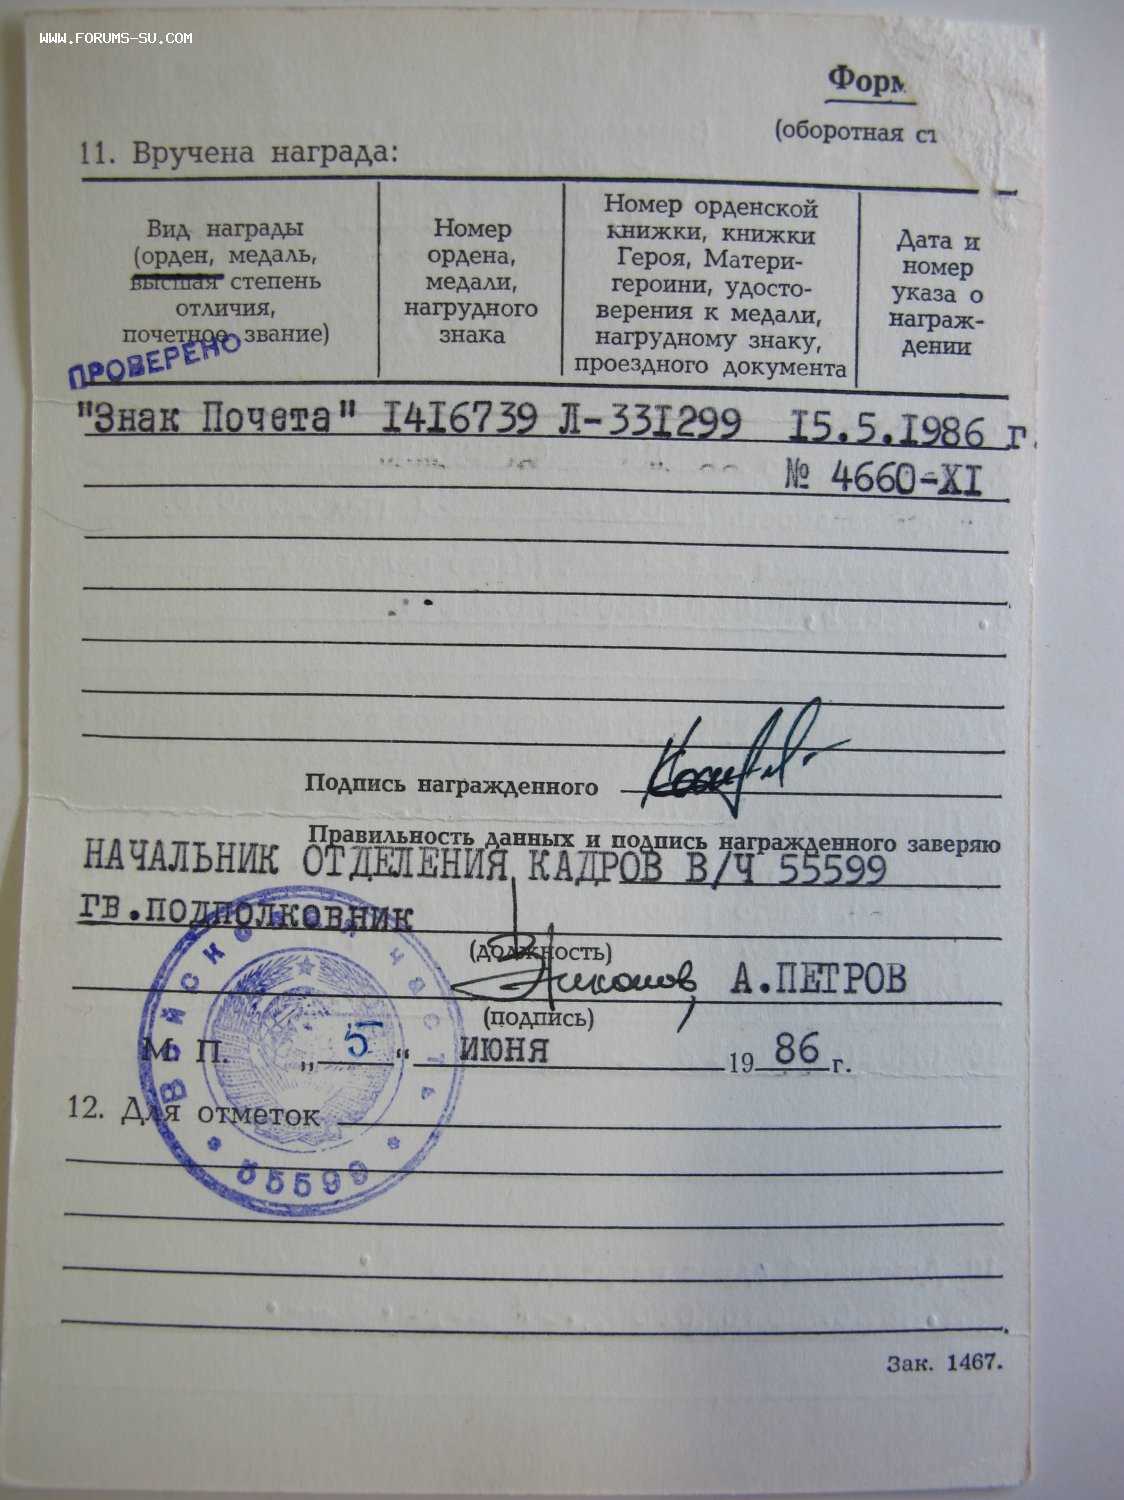 WWW.FORUMS-SU.COM
Форм
(оборотная ст
11. Вручена награда:
Вид награды
(орден, медаль,
высшая степень
отличия,
почетное звание)
Номер
ордена,
медали,
нагрудного
знака
Номер орденской
книжки, книжки
Героя, Матери-
героини, удосто-
верения к медали,
нагрудному знаку,
проездного документа
Дата и
номер
указа о
награж-
дении
ПРОВЕРЕНО
"Знак Почета" I4I6739 Л-33I299 I5.5.I986 г.
№ 4660-XI
Подпись награжденного
Правильность данных и подпись награжденного заверяю
НАЧАЛЬНИК ОТДЕЛЕНИЯ КАДРОВ В/Ч 55599
гв.подполковник
(должность)
А.ПЕТРОВ
(подпись)
М. П. „5“ июня 1986 г.
Войсковая часть
* 55599 *
12. Для отметок
Зак. 1467.